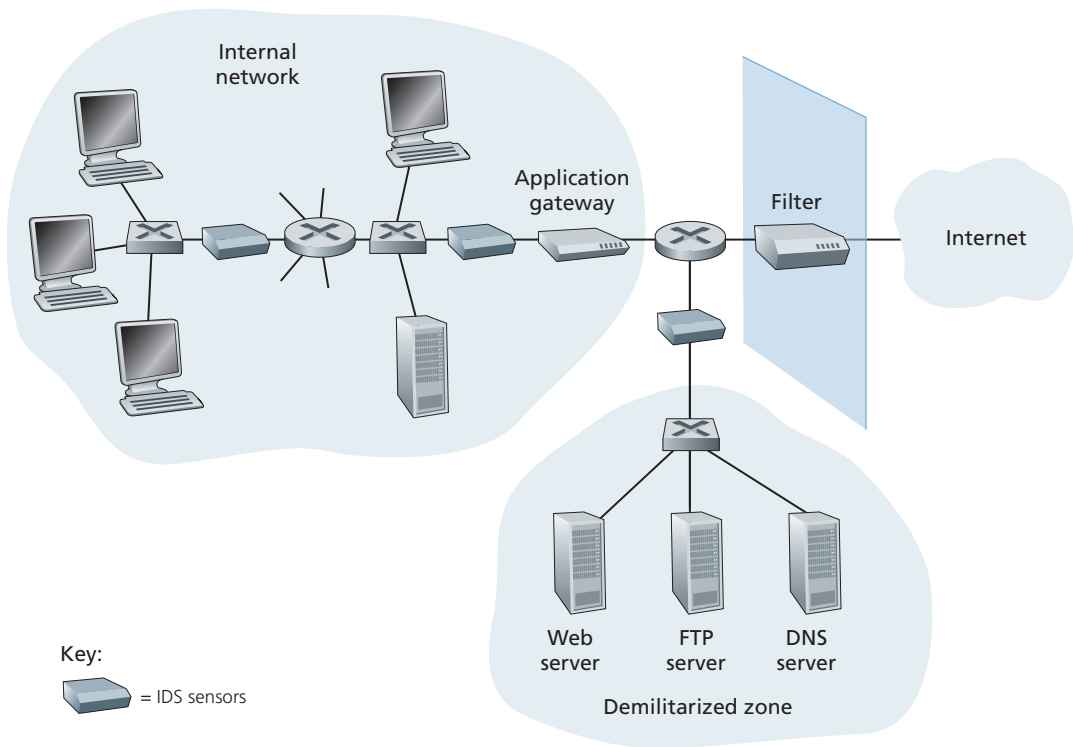 Internal
network
Application
gateway
Filter
Internet
Web
server
FTP
server
DNS
server
Demilitarized zone
Key:
= IDS sensors